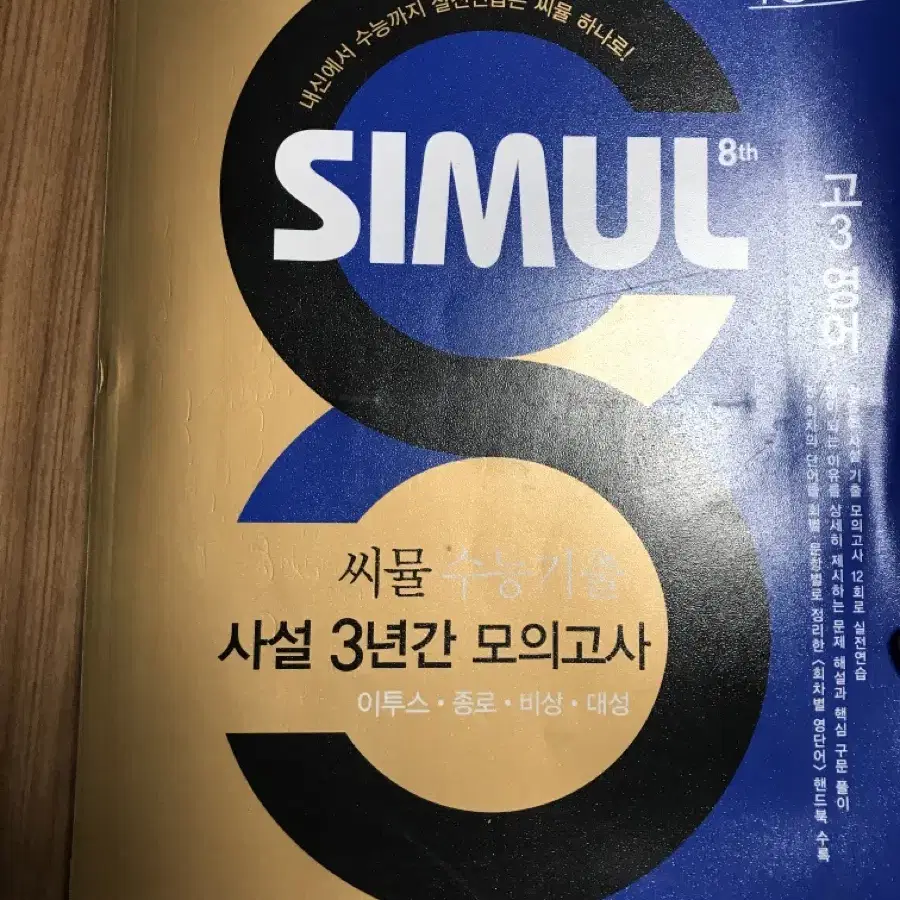 내신에서 수능까지 실전연습은 씨뮬 하나로!
SIMUL 8th
고3 영어
사설 기출 모의고사 12회로 실전연습
되는 이유를 상세히 제시하는 문제 해설과 핵심 구문 풀이
단어를 회차별 문항별로 정리한 <회차별 영단어> 핸드북 수록
씨뮬 수능기출
사설 3년간 모의고사
이투스·종로·비상·대성